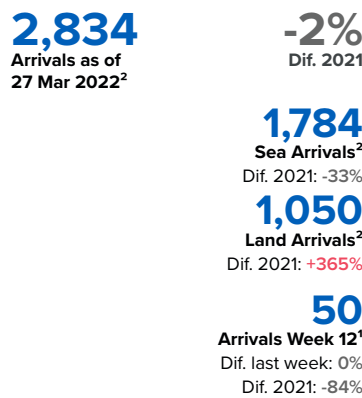 2,834
Arrivals as of
27 Mar 2022²
-2%
Dif. 2021
1,784
Sea Arrivals²
Dif. 2021: -33%
1,050
Land Arrivals²
Dif. 2021: +365%
50
Arrivals Week 12¹
Dif. last week: 0%
Dif. 2021: -84%